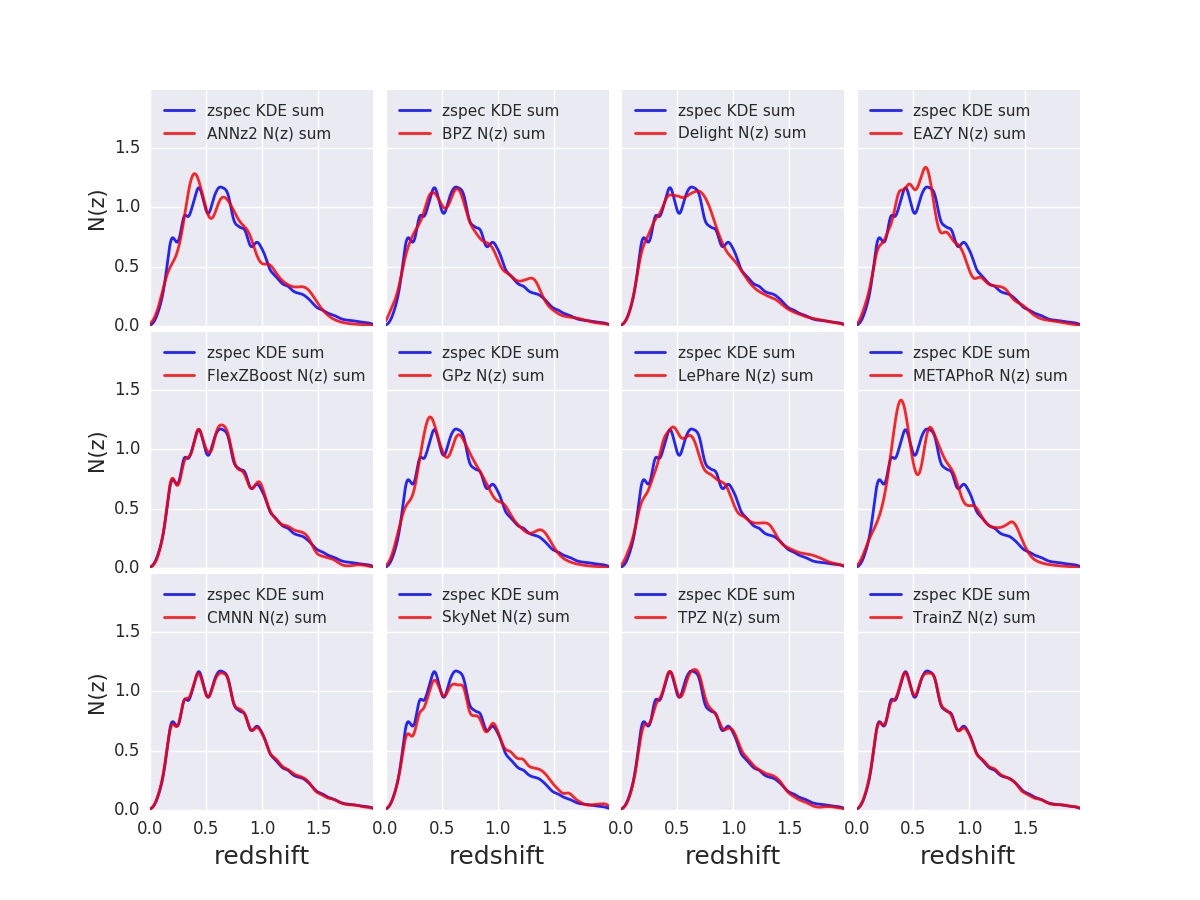 zspec KDE sum
ANNz2 N(z) sum
zspec KDE sum
BPZ N(z) sum
zspec KDE sum
Delight N(z) sum
zspec KDE sum
EAZY N(z) sum
1.5
1.0
0.5
0.0
N(z)
zspec KDE sum
FlexZBoost N(z) sum
zspec KDE sum
GPz N(z) sum
zspec KDE sum
LePhare N(z) sum
zspec KDE sum
METAPhoR N(z) sum
1.5
1.0
0.5
0.0
N(z)
zspec KDE sum
CMNN N(z) sum
zspec KDE sum
SkyNet N(z) sum
zspec KDE sum
TPZ N(z) sum
zspec KDE sum
TrainZ N(z) sum
1.5
1.0
0.5
0.0
N(z)
0.0 0.5 1.0 1.5
0.0 0.5 1.0 1.5
0.0 0.5 1.0 1.5
0.0 0.5 1.0 1.5
redshift
redshift
redshift
redshift